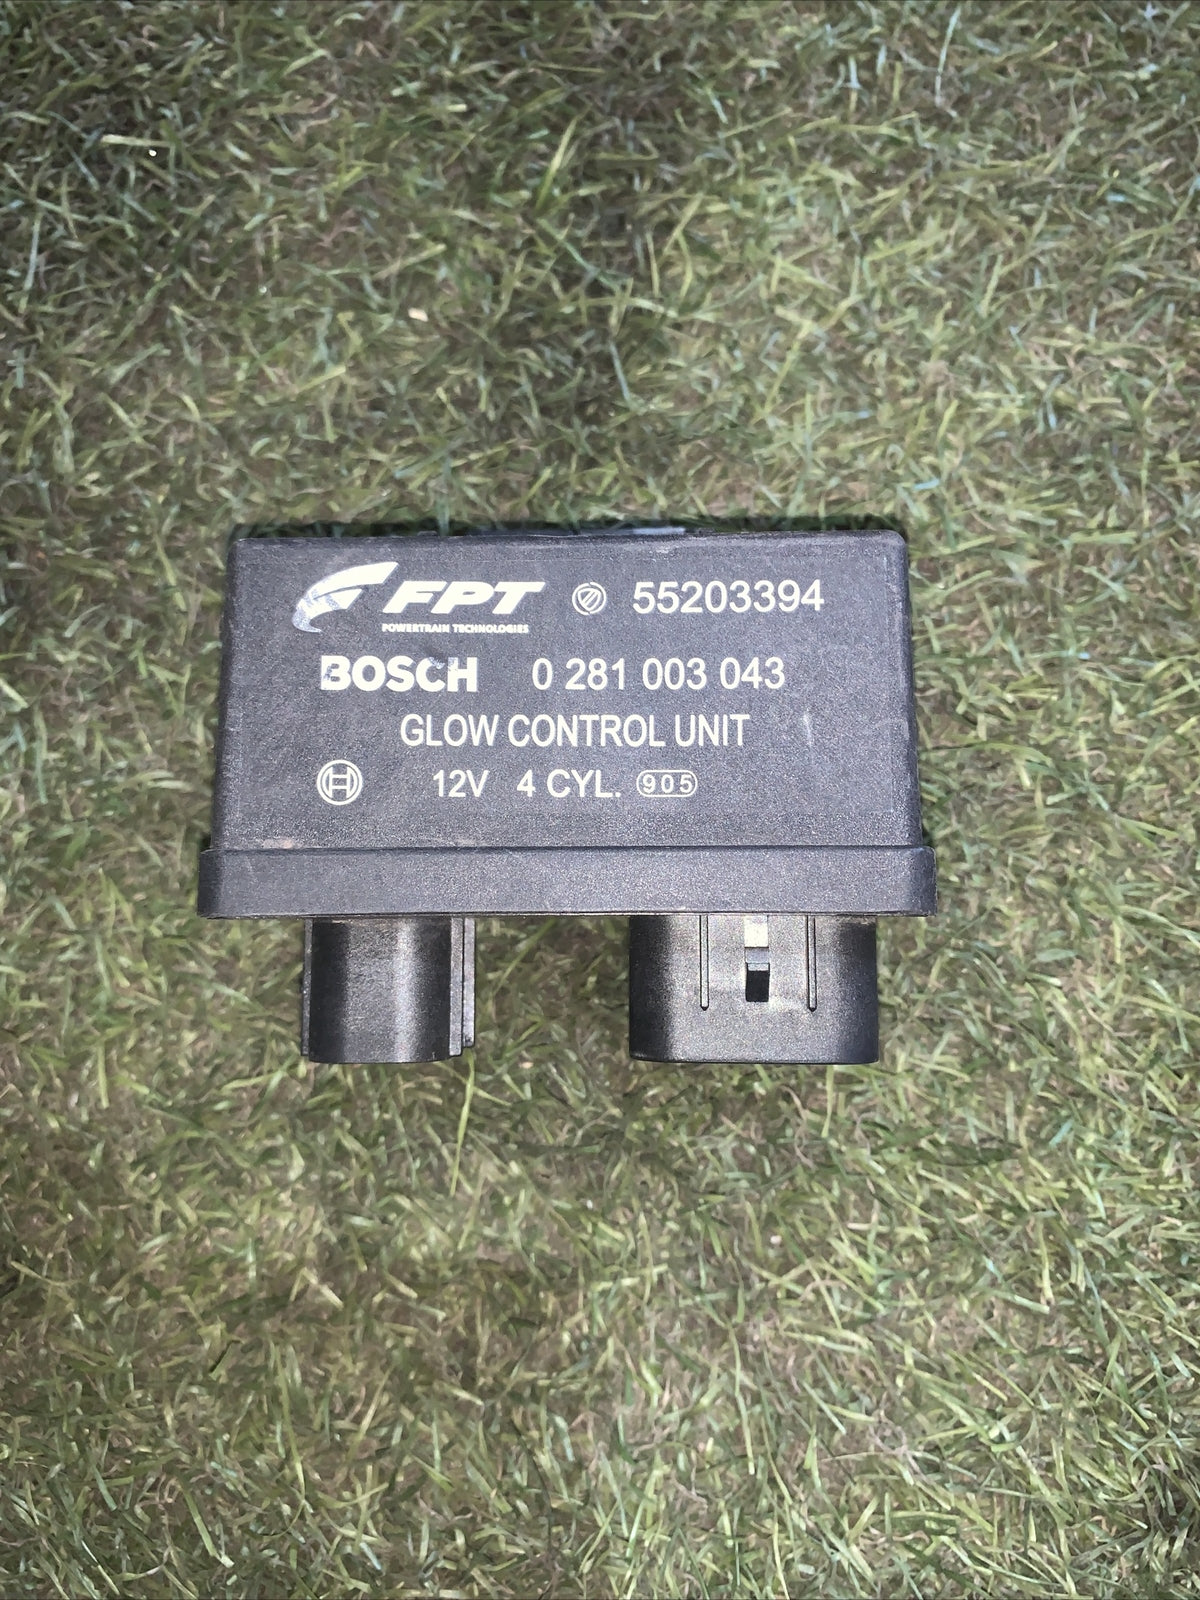 FPT 55203394
POWERTRAIN TECHNOLOGIES
BOSCH 0 281 003 043
GLOW CONTROL UNIT
12V 4 CYL. 905